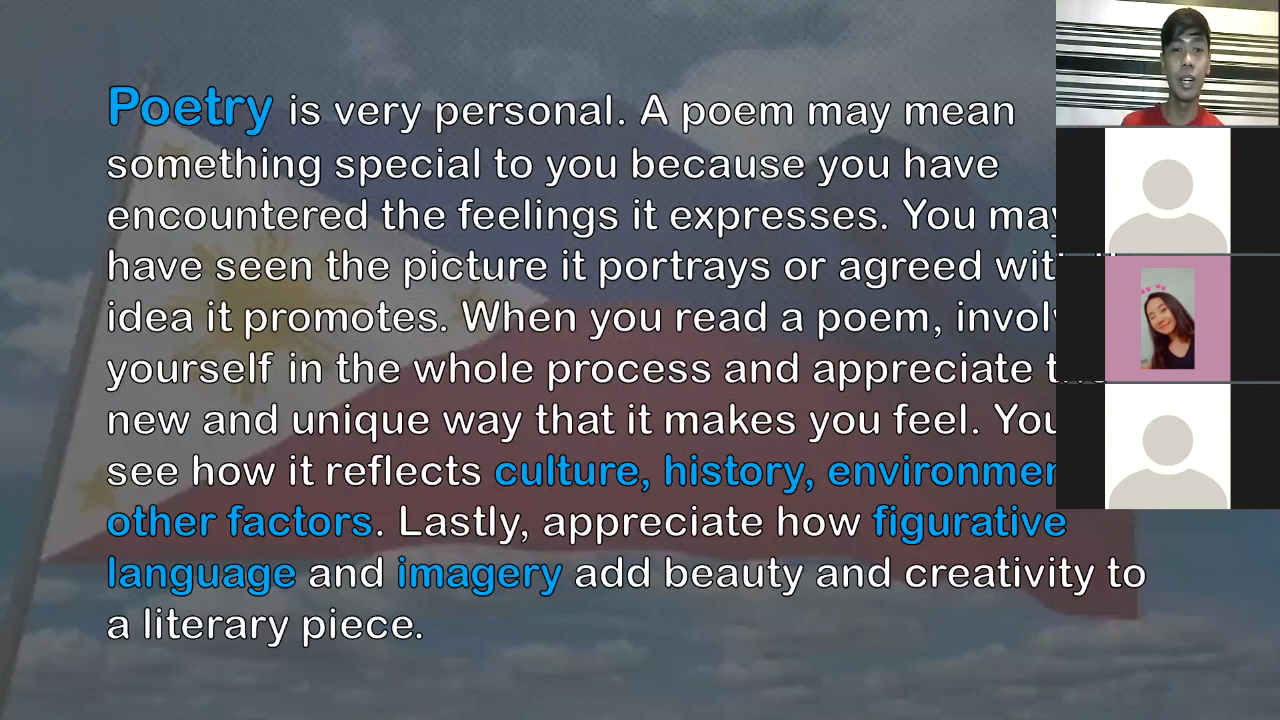 Poetry is very personal. A poem may mean
something special to you because you have
encountered the feelings it expresses. You may
have seen the picture it portrays or agreed
idea it promotes. When you read a poem,
yourself in the whole process and appreciate
new and unique way that it makes you feel.
see how it reflects culture, history,
other factors. Lastly, appreciate how figurative
language and imagery add beauty and creativity to
a literary piece.